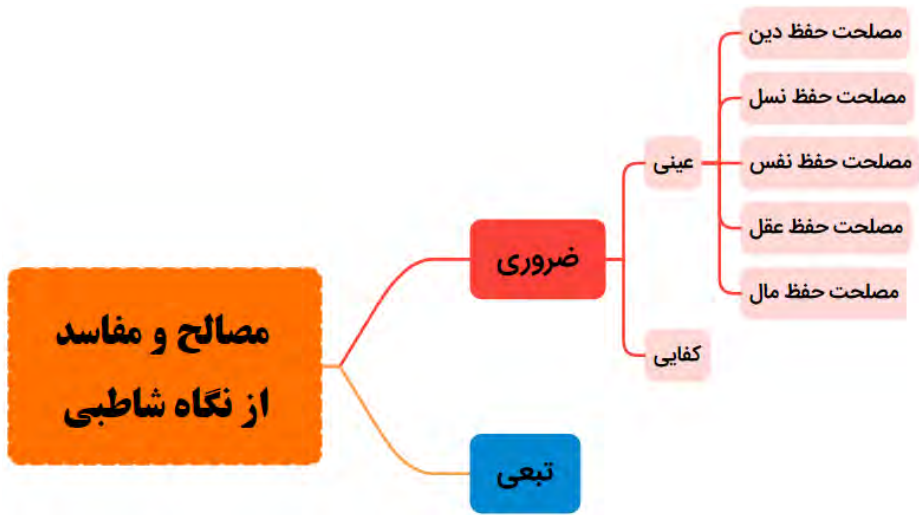 مصالح و مفاسد
از نگاه شاطبی
ضروری
عینی
مصلحت حفظ دین
مصلحت حفظ نسل
مصلحت حفظ نفس
مصلحت حفظ عقل
مصلحت حفظ مال
کفایی
تبعی